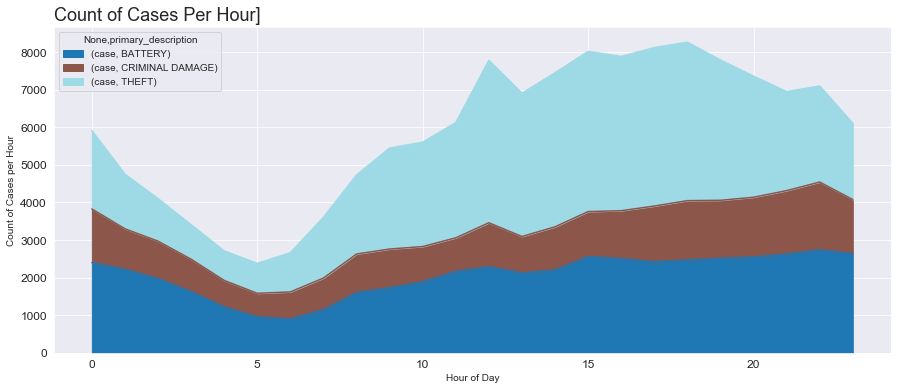 Count of Cases Per Hour]
None,primary_description
(case, BATTERY)
(case, CRIMINAL DAMAGE)
(case, THEFT)
Count of Cases per Hour
8000
7000
6000
5000
4000
3000
2000
1000
0
0 5 10 15 20
Hour of Day